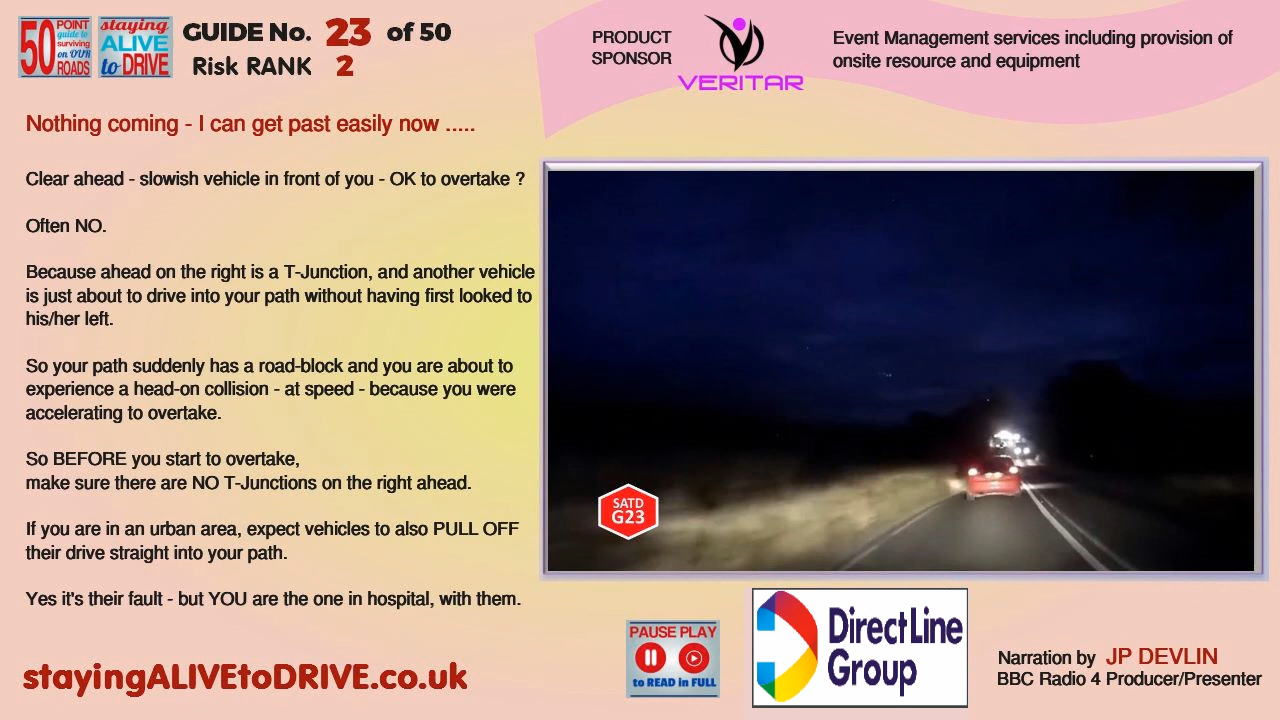 50 POINT
guide to
surviving
on OUR
ROADS
staying
ALIVE
to DRIVE
GUIDE No. 23 of 50
Risk RANK 2
PRODUCT
SPONSOR
VERITAR
Event Management services including provision of
onsite resource and equipment
Nothing coming - I can get past easily now .....
Clear ahead - slowish vehicle in front of you - OK to overtake ?
Often NO.
Because ahead on the right is a T-Junction, and another vehicle
is just about to drive into your path without having first looked to
his/her left.
So your path suddenly has a road-block and you are about to
experience a head-on collision - at speed - because you were
accelerating to overtake.
So BEFORE you start to overtake,
make sure there are NO T-Junctions on the right ahead.
If you are in an urban area, expect vehicles to also PULL OFF
their drive straight into your path.
Yes it's their fault - but YOU are the one in hospital, with them.
stayingALIVEtoDRIVE.co.uk
SATD
G23
PAUSE PLAY
to READ in FULL
DirectLine
Group
Narration by JP DEVLIN
BBC Radio 4 Producer/Presenter